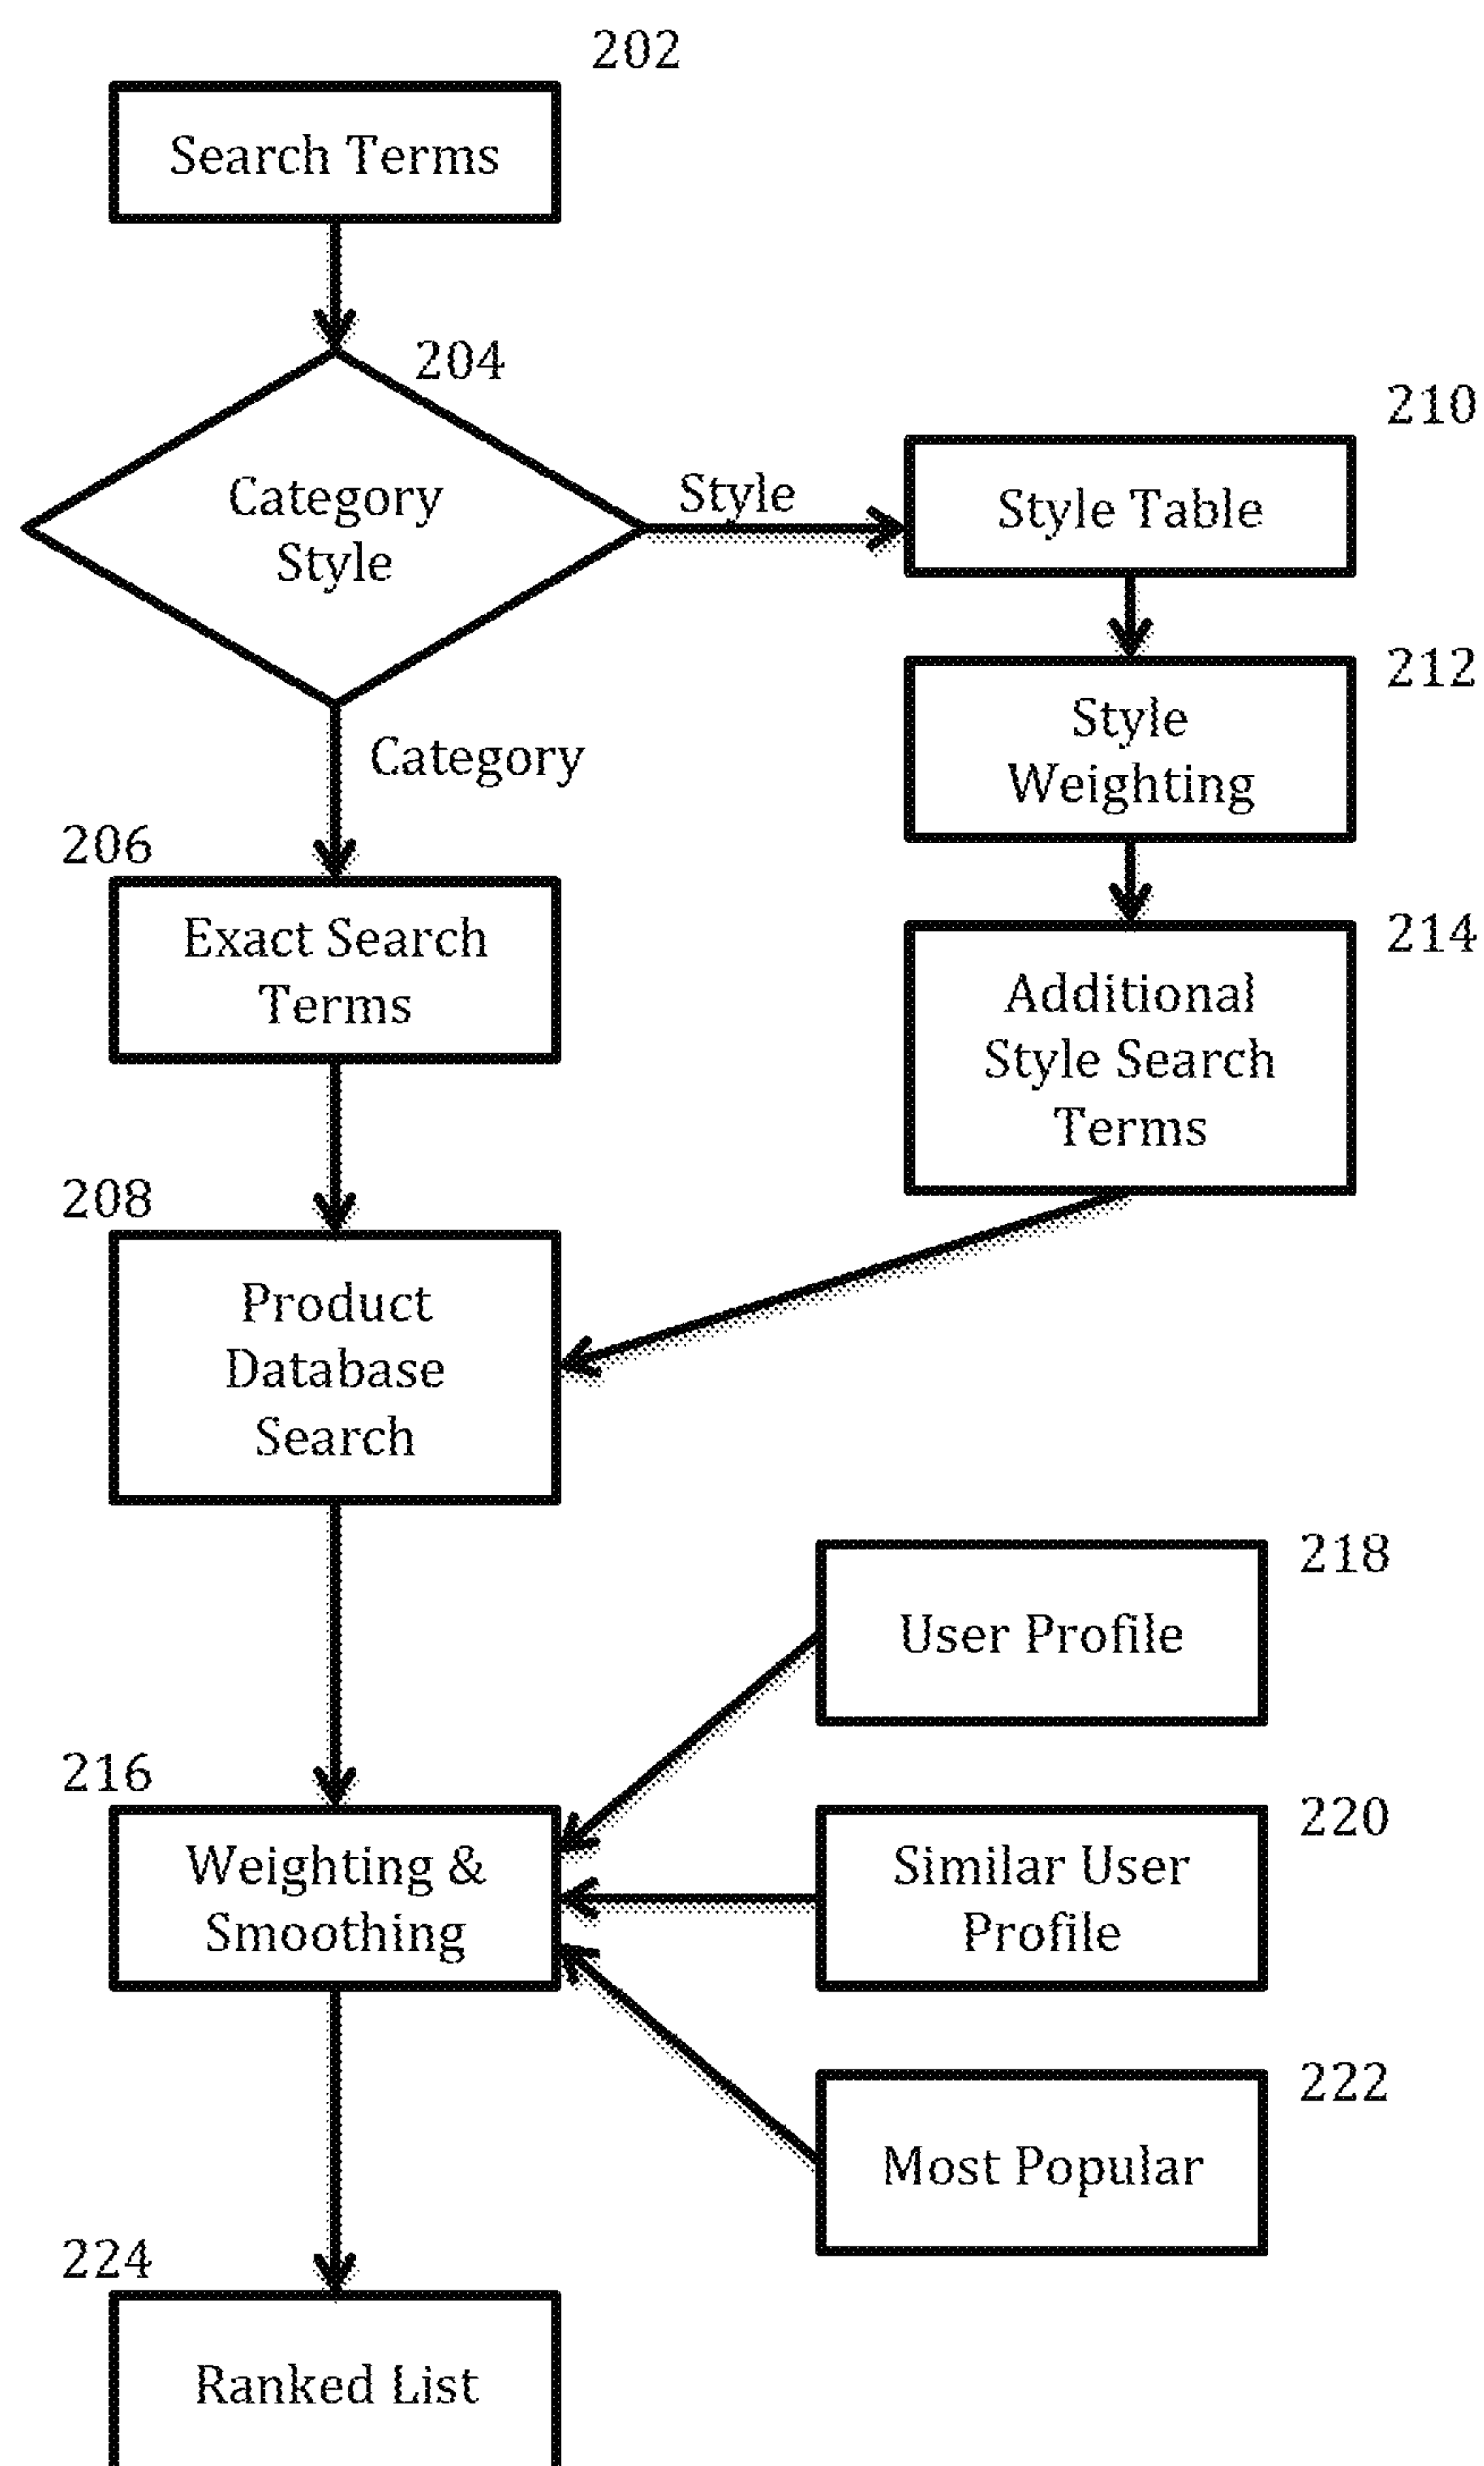 202
Search Terms
204
Category
Style
Style
210
Style Table
212
Style
Weighting
Category
206
Exact Search
Terms
214
Additional
Style Search
Terms
208
Product
Database
Search
218
User Profile
216
Weighting &
Smoothing
220
Similar User
Profile
222
Most Popular
224
Ranked List